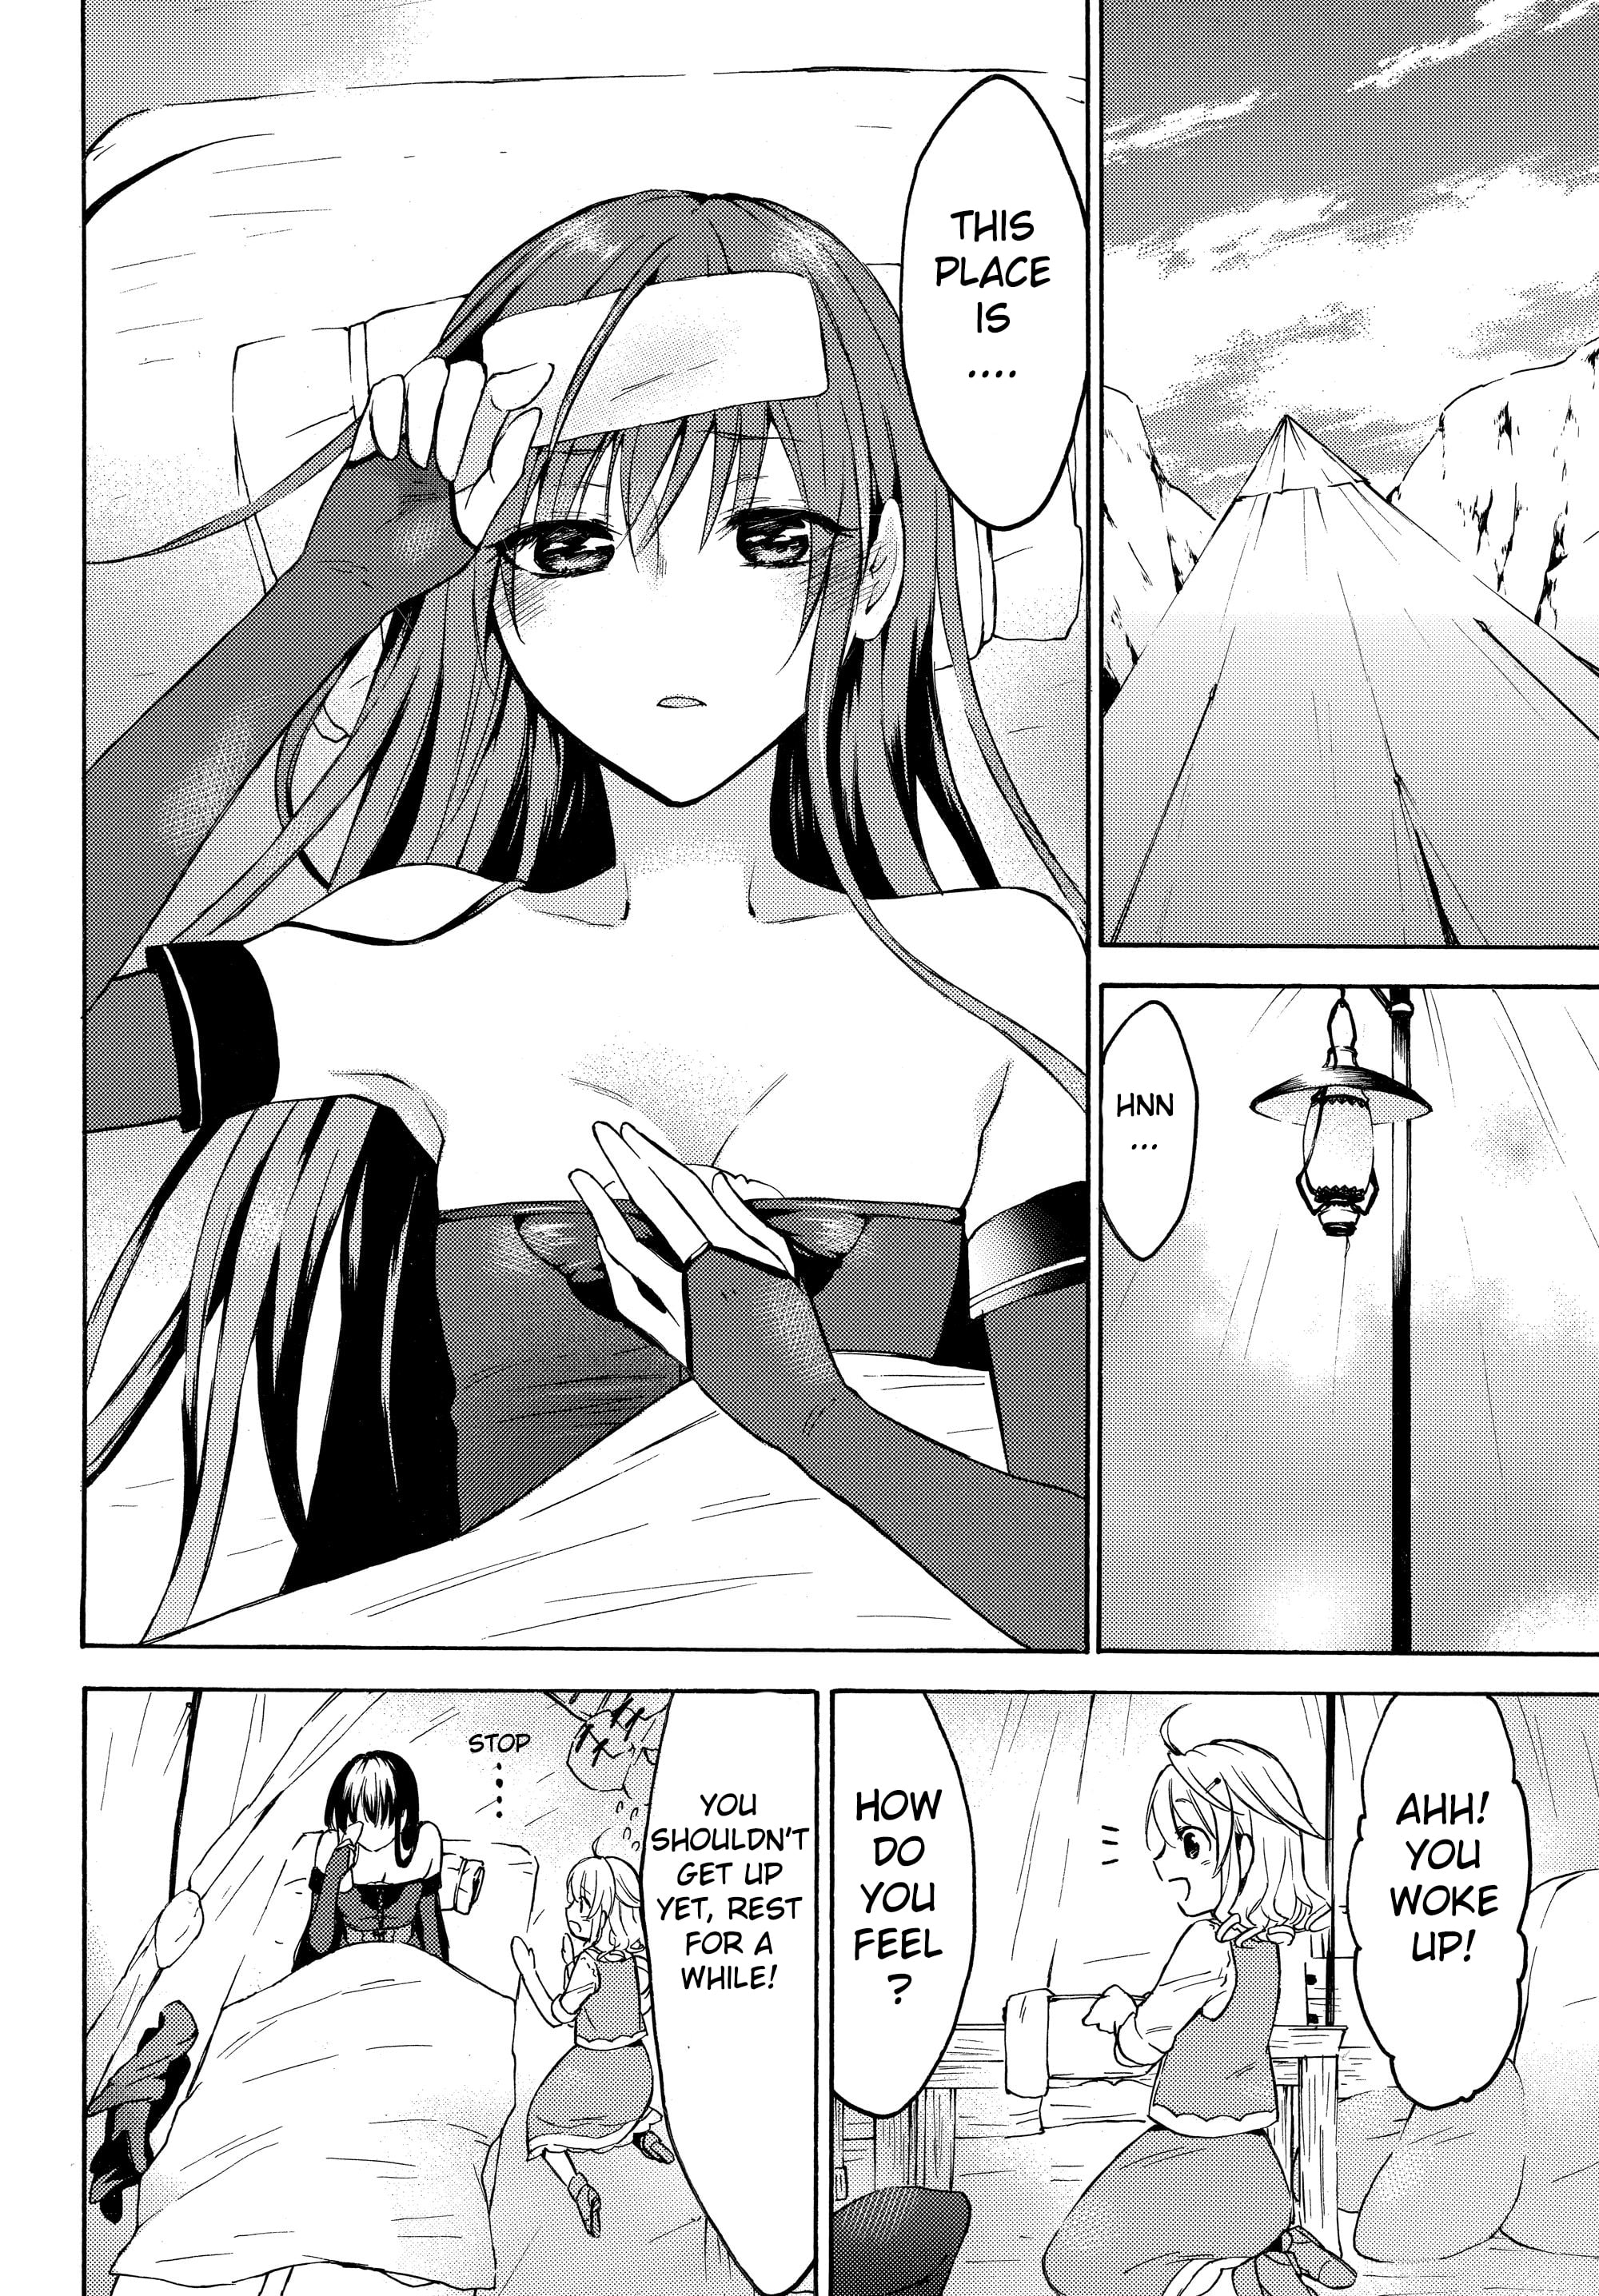 HNN
...
THIS
PLACE
IS
....
AHH!
YOU
WOKE
UP!
HOW
DO
YOU
FEEL
?
YOU
SHOULDN'T
GET UP
YET, REST
FOR A
WHILE!
STOP
....